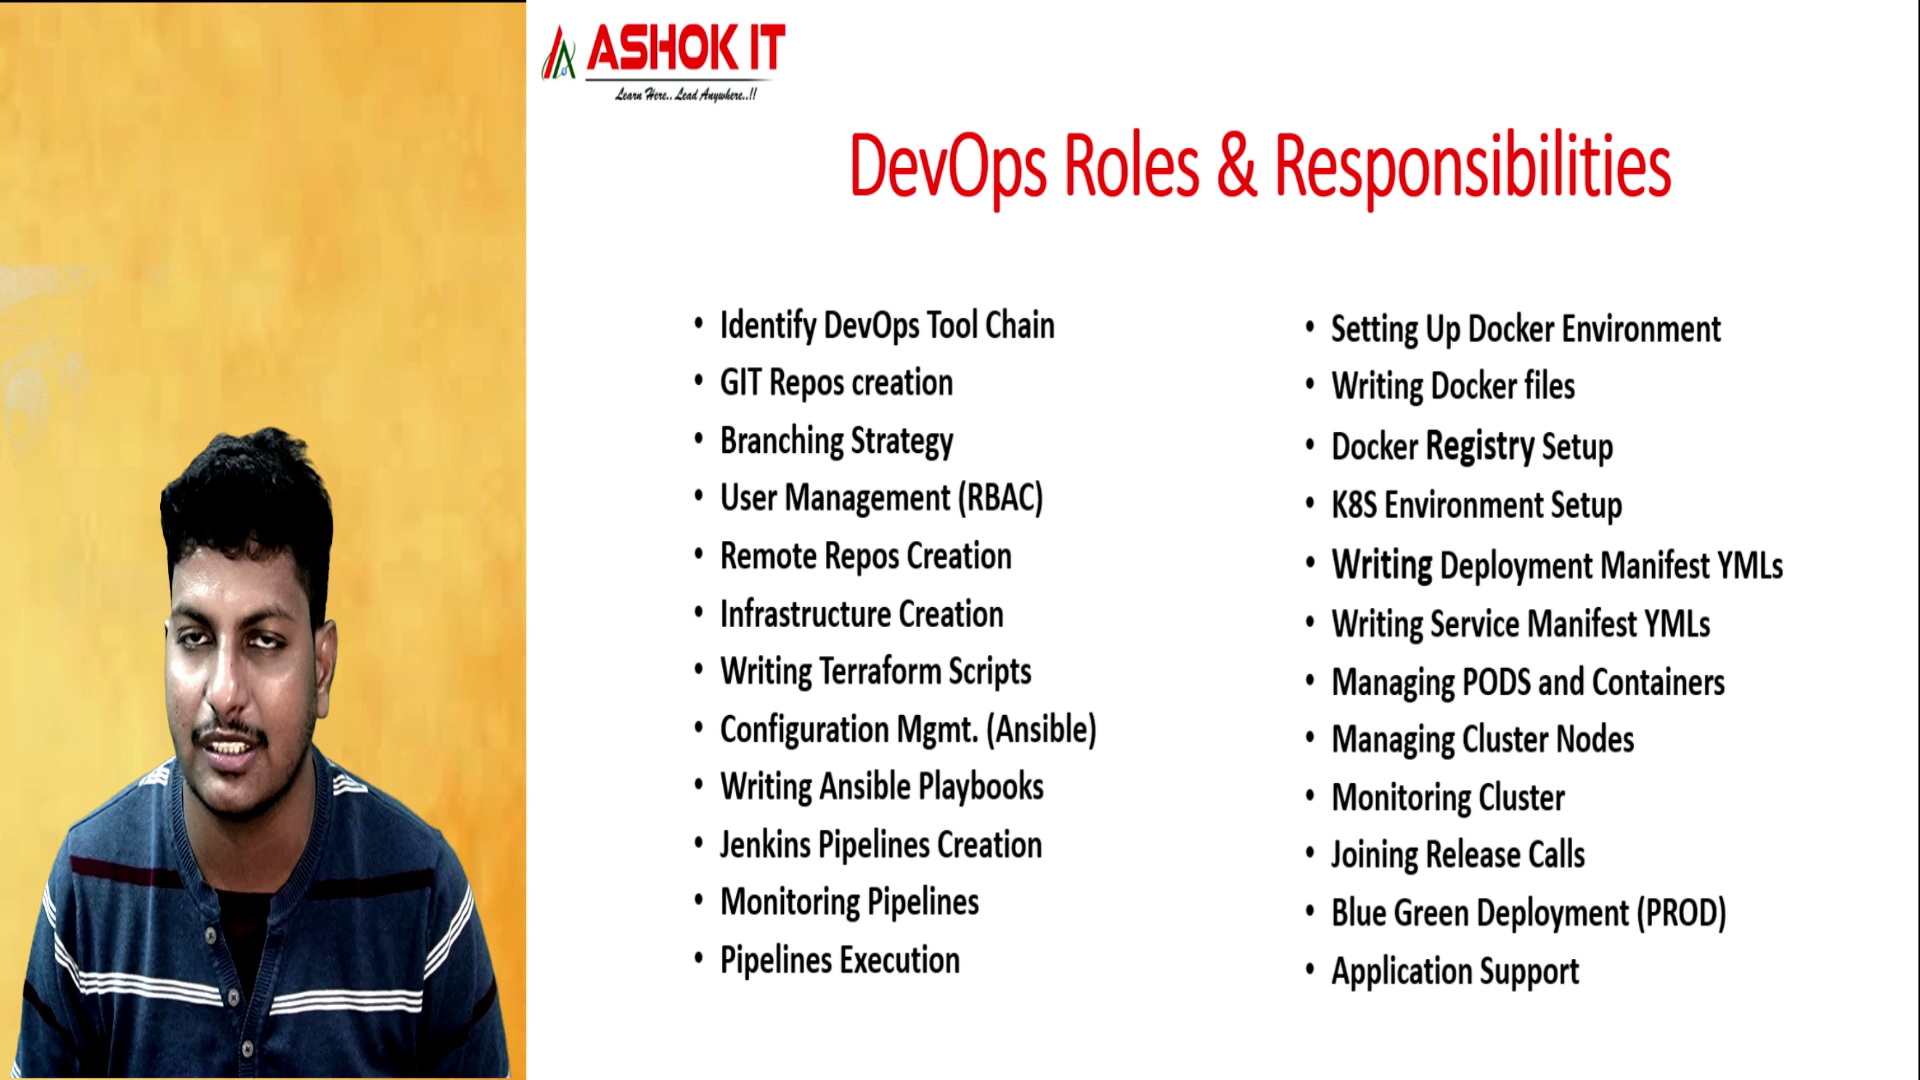 ASHOK IT
Learn Here.. Lead Anywhere..!!
DevOps Roles & Responsibilities
• Identify DevOps Tool Chain
• GIT Repos creation
• Branching Strategy
• User Management (RBAC)
• Remote Repos Creation
• Infrastructure Creation
• Writing Terraform Scripts
• Configuration Mgmt. (Ansible)
• Writing Ansible Playbooks
• Jenkins Pipelines Creation
• Monitoring Pipelines
• Pipelines Execution
• Setting Up Docker Environment
• Writing Docker files
• Docker Registry Setup
• K8S Environment Setup
• Writing Deployment Manifest YMLs
• Writing Service Manifest YMLs
• Managing PODS and Containers
• Managing Cluster Nodes
• Monitoring Cluster
• Joining Release Calls
• Blue Green Deployment (PROD)
• Application Support